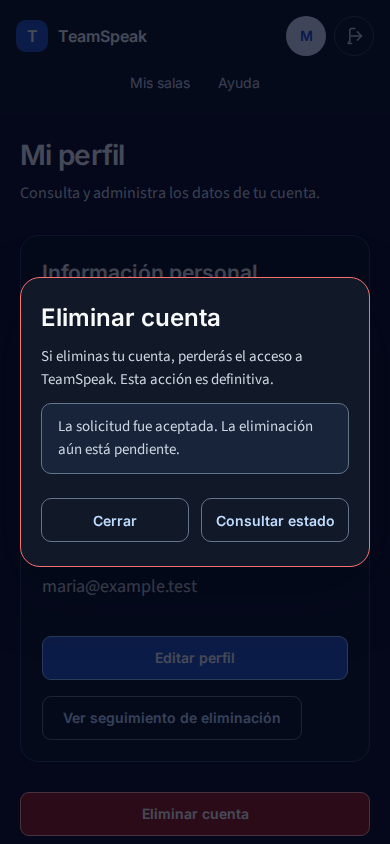 T TeamSpeak M
Mis salas Ayuda
Mi perfil
Consulta y administra los datos de tu cuenta.
Información personal
Eliminar cuenta
Si eliminas tu cuenta, perderás el acceso a
TeamSpeak. Esta acción es definitiva.
La solicitud fue aceptada. La eliminación
aún está pendiente.
Cerrar Consultar estado
maria@example.test
Editar perfil
Ver seguimiento de eliminación
Eliminar cuenta